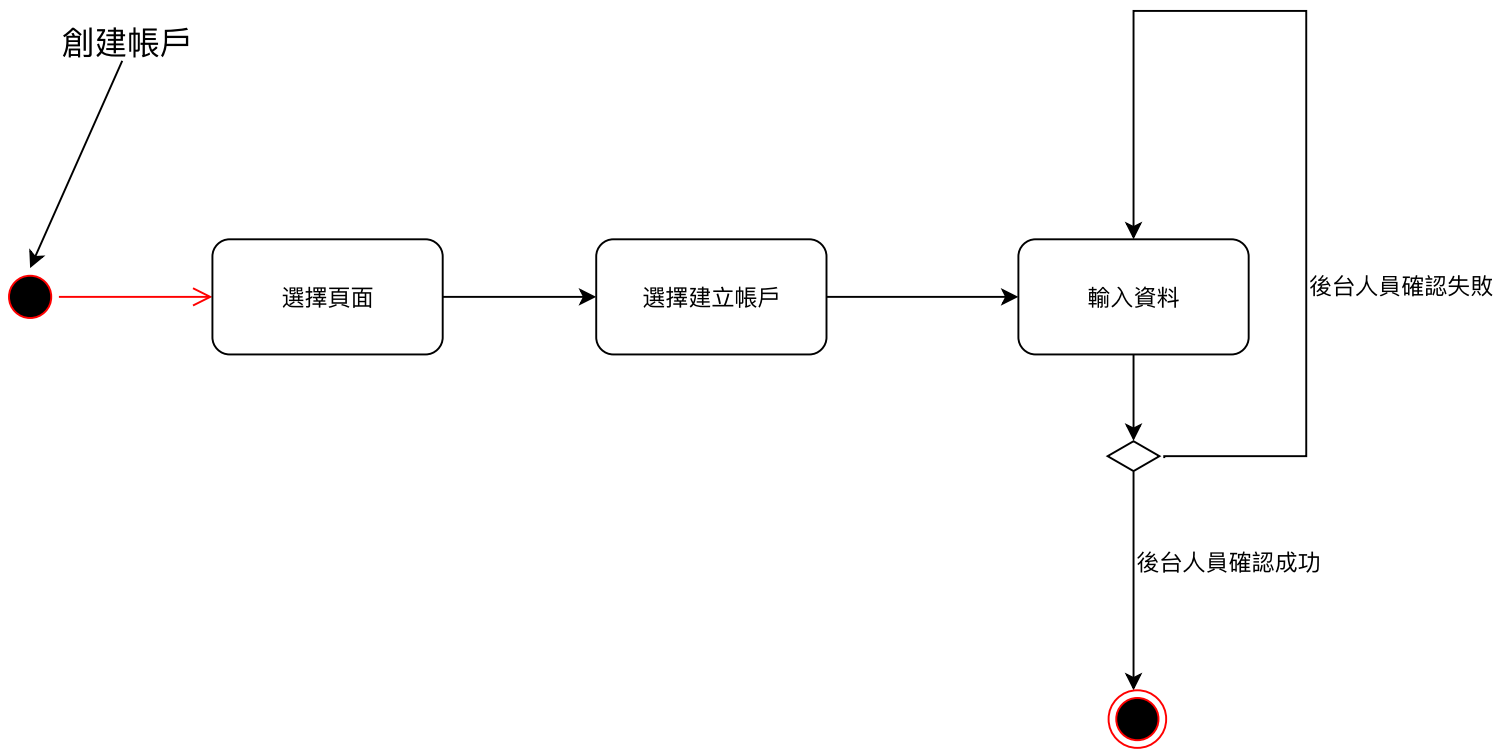 創建帳戶
選擇頁面
選擇建立帳戶
輸入資料
後台人員確認失敗
後台人員確認成功